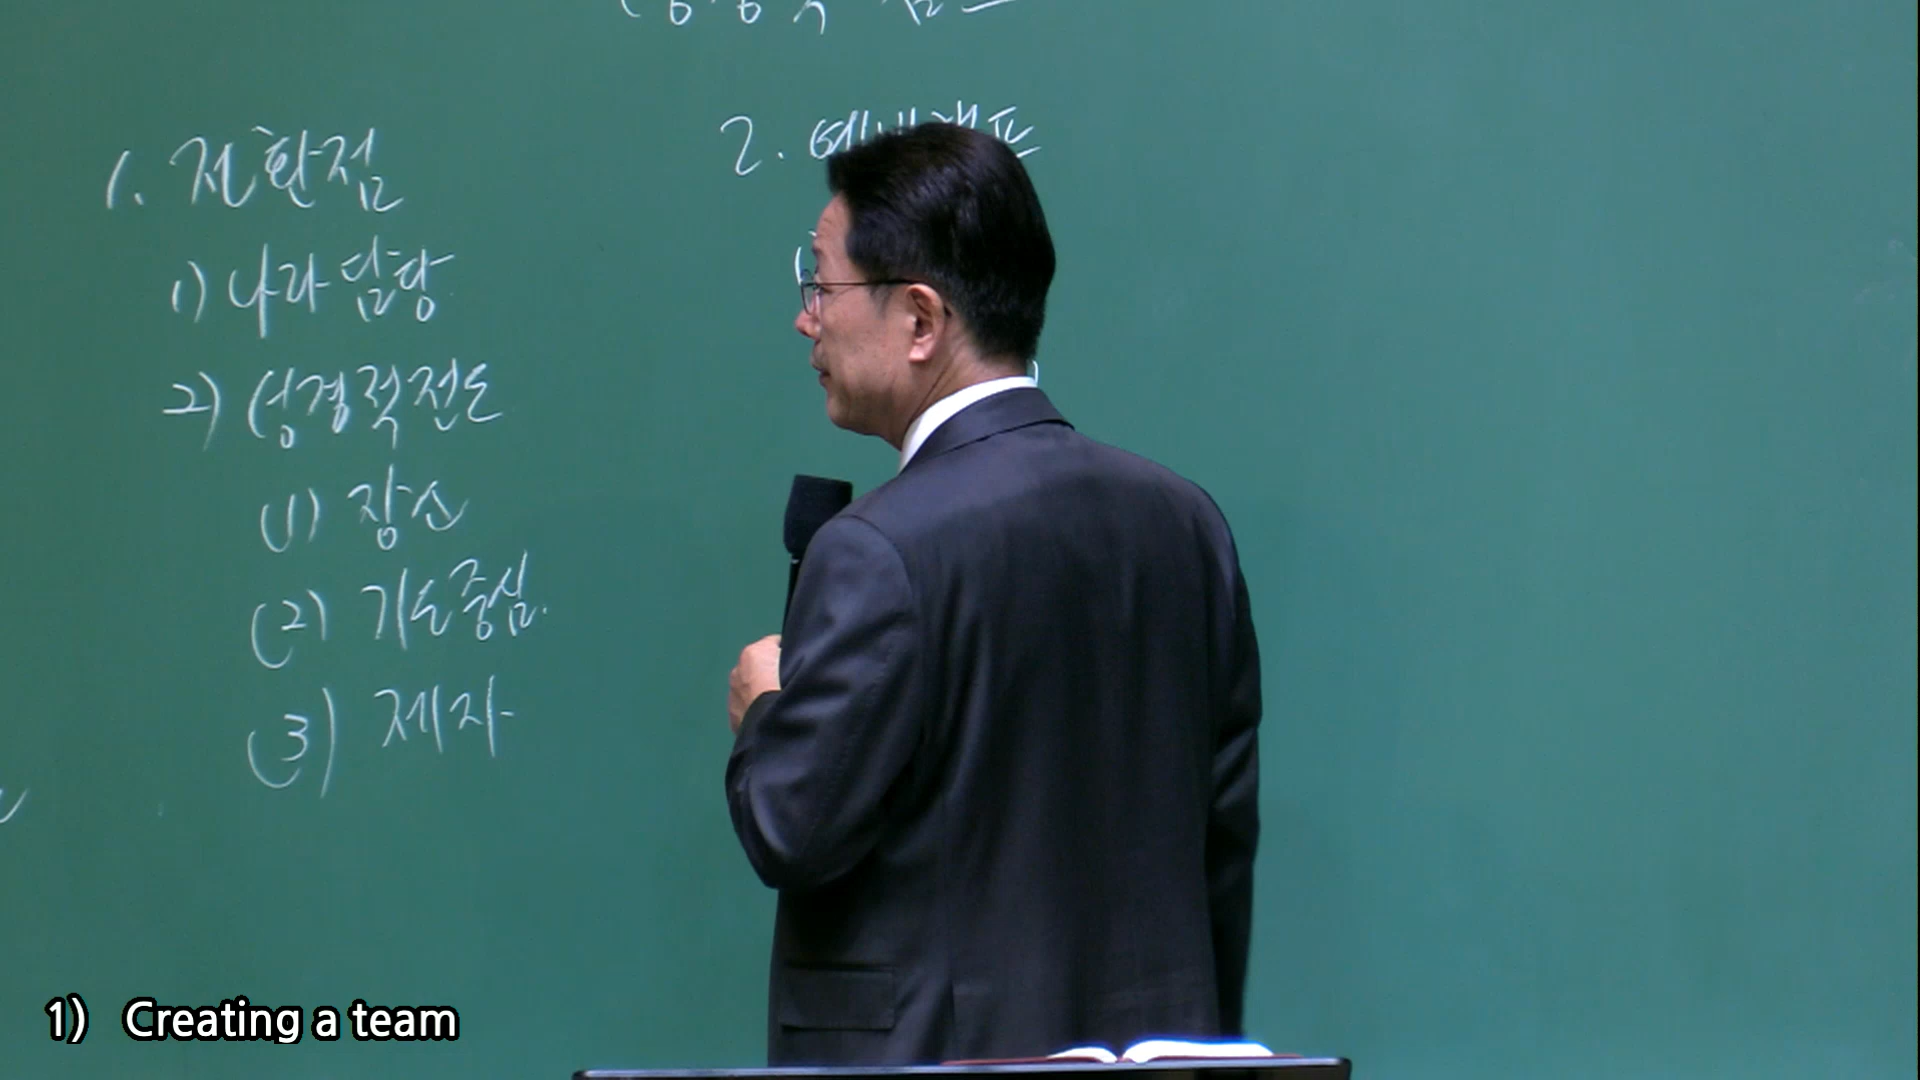 1. 전환점
1) 나라 담당
2) 성경적전도
(1) 장소
(2) 기도중심.
(3) 제자
2.
1) Creating a team